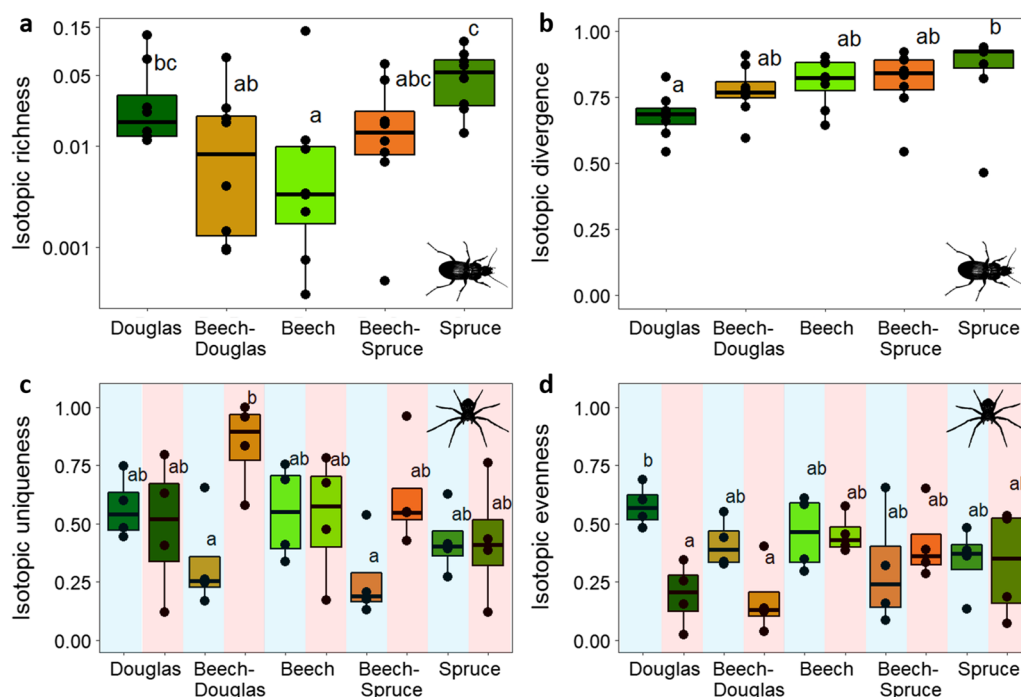 a
Isotopic richness
0.15
0.05
0.01
0.001
bc
ab
a
abc
c
Douglas
Beech-
Douglas
Beech
Beech-
Spruce
Spruce
b
Isotopic divergence
1.00
0.75
0.50
0.25
0.00
a
ab
ab
ab
b
Douglas
Beech-
Douglas
Beech
Beech-
Spruce
Spruce
c
Isotopic uniqueness
1.00
0.75
0.50
0.25
0.00
ab
ab
a
b
ab
ab
a
ab
ab
ab
Douglas
Beech-
Douglas
Beech
Beech-
Spruce
Spruce
d
Isotopic evenness
1.00
0.75
0.50
0.25
0.00
b
a
ab
a
ab
ab
ab
ab
ab
Douglas
Beech-
Douglas
Beech
Beech-
Spruce
Spruce